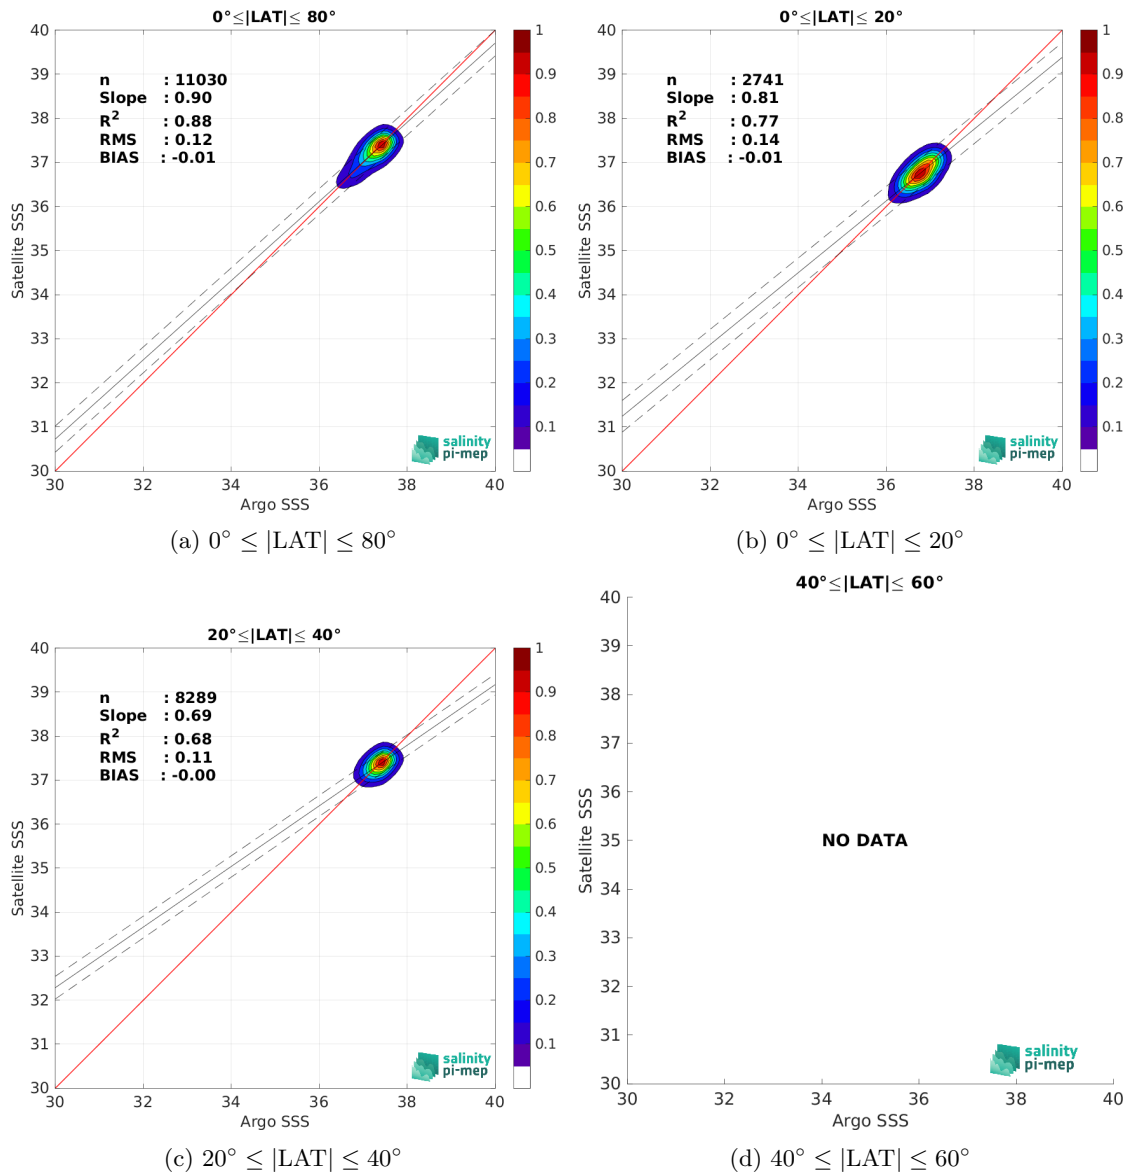 0°≤|LAT|≤ 80°
40
39
38
37
36
35
34
33
32
31
30
Satellite SSS
n : 11030
Slope : 0.90
R2 : 0.88
RMS : 0.12
BIAS : -0.01
salinity
pi-mep
30 32 34 36 38 40
Argo SSS
1
0.9
0.8
0.7
0.6
0.5
0.4
0.3
0.2
0.1
(a) 0° ≤ |LAT| ≤ 80°
0°≤|LAT|≤ 20°
40
39
38
37
36
35
34
33
32
31
30
Satellite SSS
n : 2741
Slope : 0.81
R2 : 0.77
RMS : 0.14
BIAS : -0.01
salinity
pi-mep
30 32 34 36 38 40
Argo SSS
1
0.9
0.8
0.7
0.6
0.5
0.4
0.3
0.2
0.1
(b) 0° ≤ |LAT| ≤ 20°
20°≤|LAT|≤ 40°
40
39
38
37
36
35
34
33
32
31
30
Satellite SSS
n : 8289
Slope : 0.69
R2 : 0.68
RMS : 0.11
BIAS : -0.00
salinity
pi-mep
30 32 34 36 38 40
Argo SSS
1
0.9
0.8
0.7
0.6
0.5
0.4
0.3
0.2
0.1
(c) 20° ≤ |LAT| ≤ 40°
40°≤|LAT|≤ 60°
40
39
38
37
36
35
34
33
32
31
30
Satellite SSS
NO DATA
salinity
pi-mep
30 32 34 36 38 40
Argo SSS
(d) 40° ≤ |LAT| ≤ 60°